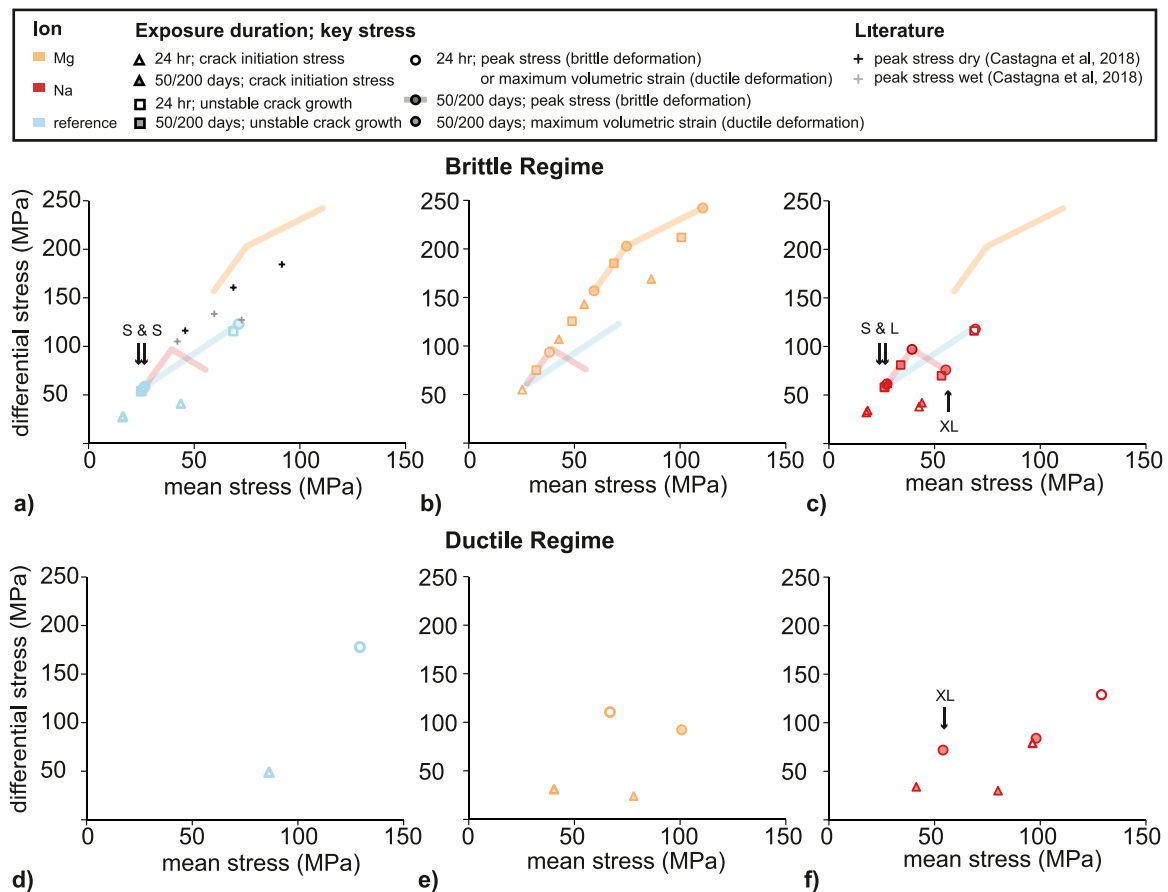 Ion
Exposure duration; key stress
Literature
Mg
Na
reference
24 hr; crack initiation stress
50/200 days; crack initiation stress
24 hr; unstable crack growth
50/200 days; unstable crack growth
24 hr; peak stress (brittle deformation)
or maximum volumetric strain (ductile deformation)
50/200 days; peak stress (brittle deformation)
50/200 days; maximum volumetric strain (ductile deformation)
peak stress dry (Castagna et al, 2018)
peak stress wet (Castagna et al, 2018)
Brittle Regime
differential stress (MPa)
250
200
150
100
50
0
S & S
0 50 100 150
mean stress (MPa)
a)
250
200
150
100
50
0
0 50 100 150
mean stress (MPa)
b)
250
200
150
100
50
0
S & L
XL
0 50 100 150
mean stress (MPa)
c)
Ductile Regime
differential stress (MPa)
250
200
150
100
50
0
0 50 100 150
mean stress (MPa)
d)
250
200
150
100
50
0
0 50 100 150
mean stress (MPa)
e)
250
200
150
100
50
0
XL
0 50 100 150
mean stress (MPa)
f)